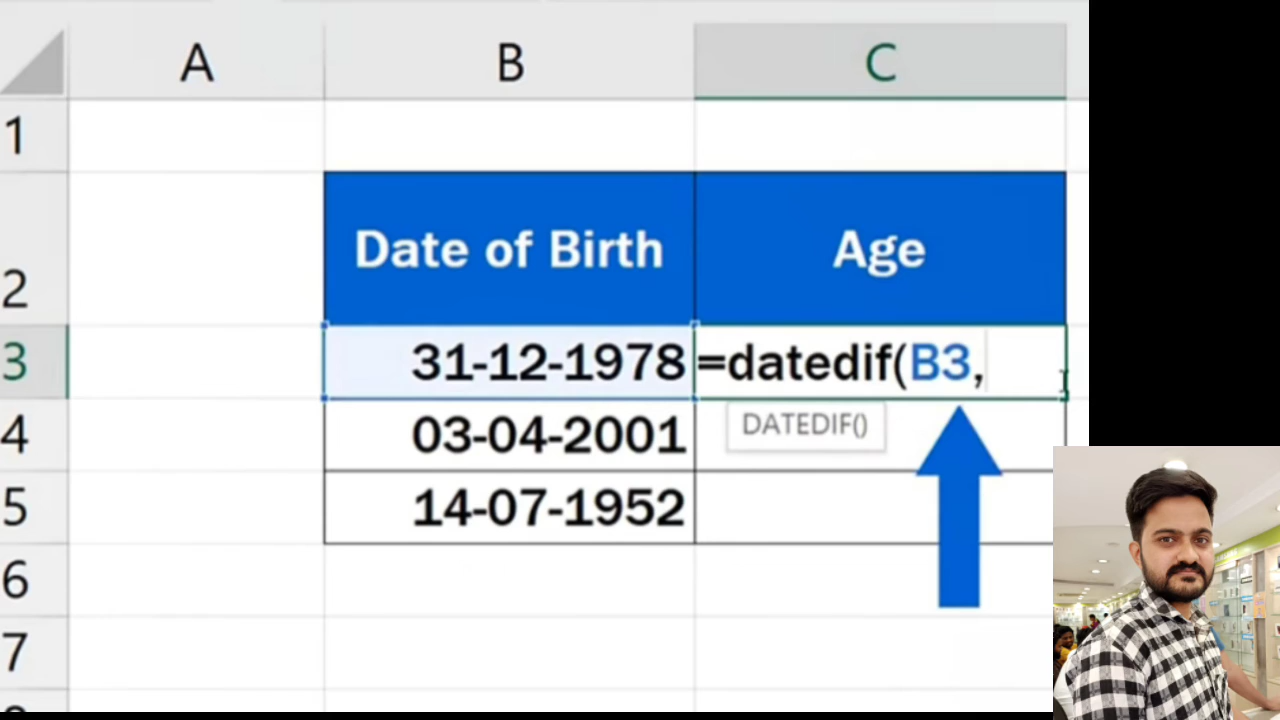 A B C
1
2 Date of Birth Age
3 31-12-1978 =datedif(B3,
4 03-04-2001 DATEDIF()
5 14-07-1952
6
7